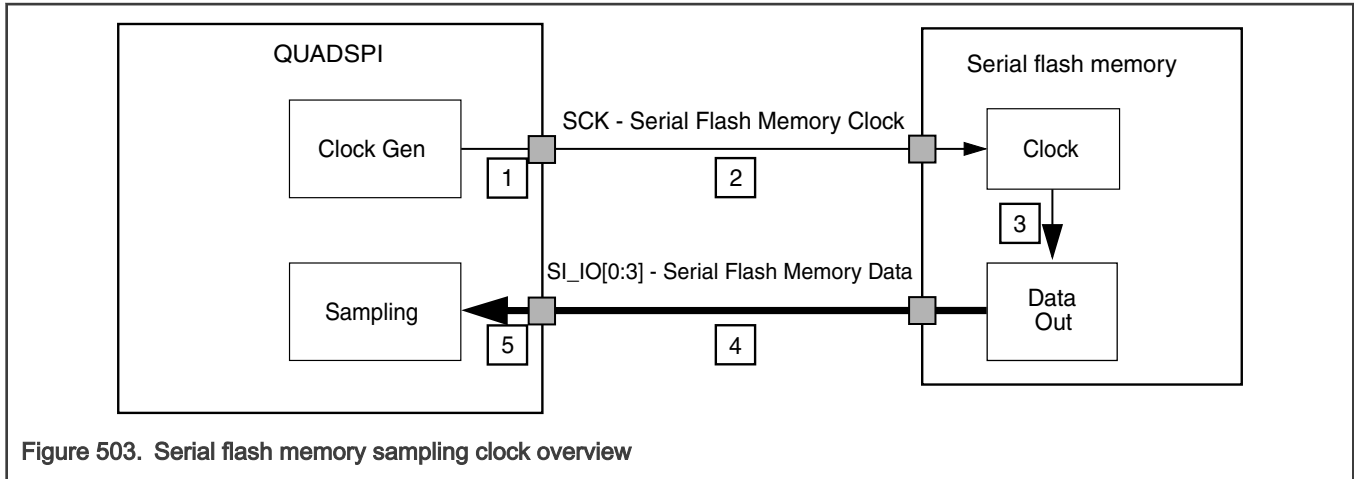 QUADSPI
Serial flash memory
Clock Gen
SCK - Serial Flash Memory Clock
Clock
1
2
3
Sampling
SI_IO[0:3] - Serial Flash Memory Data
Data
Out
5
4
Figure 503. Serial flash memory sampling clock overview